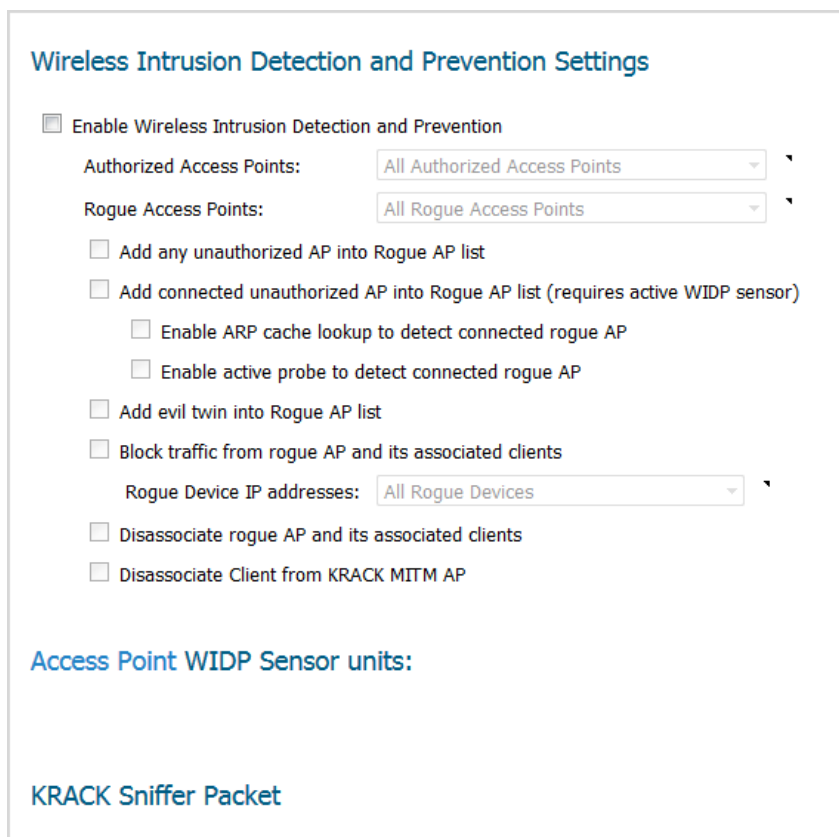 Wireless Intrusion Detection and Prevention Settings
Enable Wireless Intrusion Detection and Prevention
Authorized Access Points: All Authorized Access Points
Rogue Access Points: All Rogue Access Points
Add any unauthorized AP into Rogue AP list
Add connected unauthorized AP into Rogue AP list (requires active WIDP sensor)
Enable ARP cache lookup to detect connected rogue AP
Enable active probe to detect connected rogue AP
Add evil twin into Rogue AP list
Block traffic from rogue AP and its associated clients
Rogue Device IP addresses: All Rogue Devices
Disassociate rogue AP and its associated clients
Disassociate Client from KRACK MITM AP
Access Point WIDP Sensor units:
KRACK Sniffer Packet